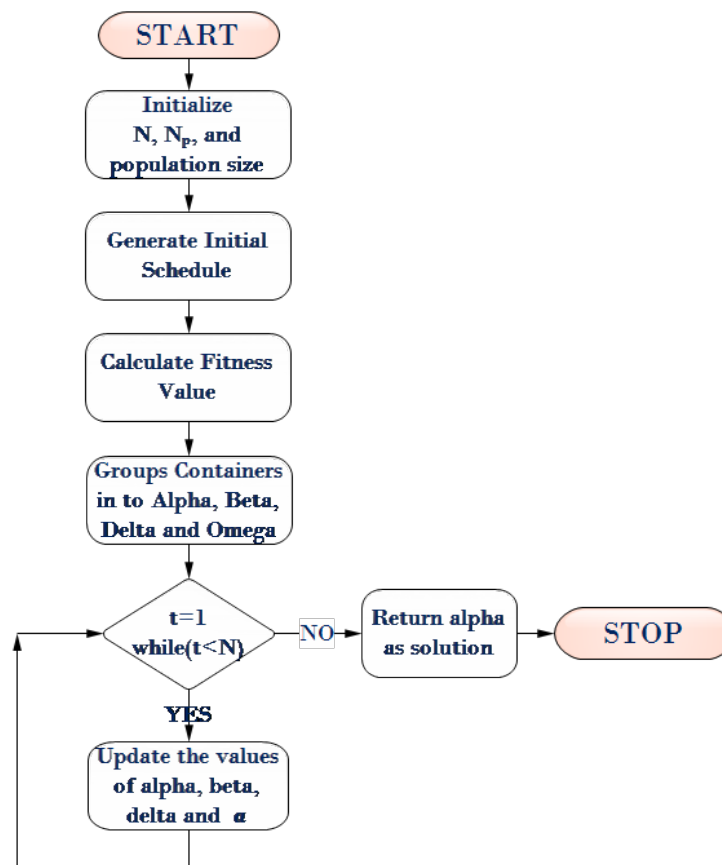 START
Initialize
N, Nₚ, and
population size
Generate Initial
Schedule
Calculate Fitness
Value
Groups Containers
in to Alpha, Beta,
Delta and Omega
t=1
while(t<N)
NO
Return alpha
as solution
STOP
YES
Update the values
of alpha, beta,
delta and a